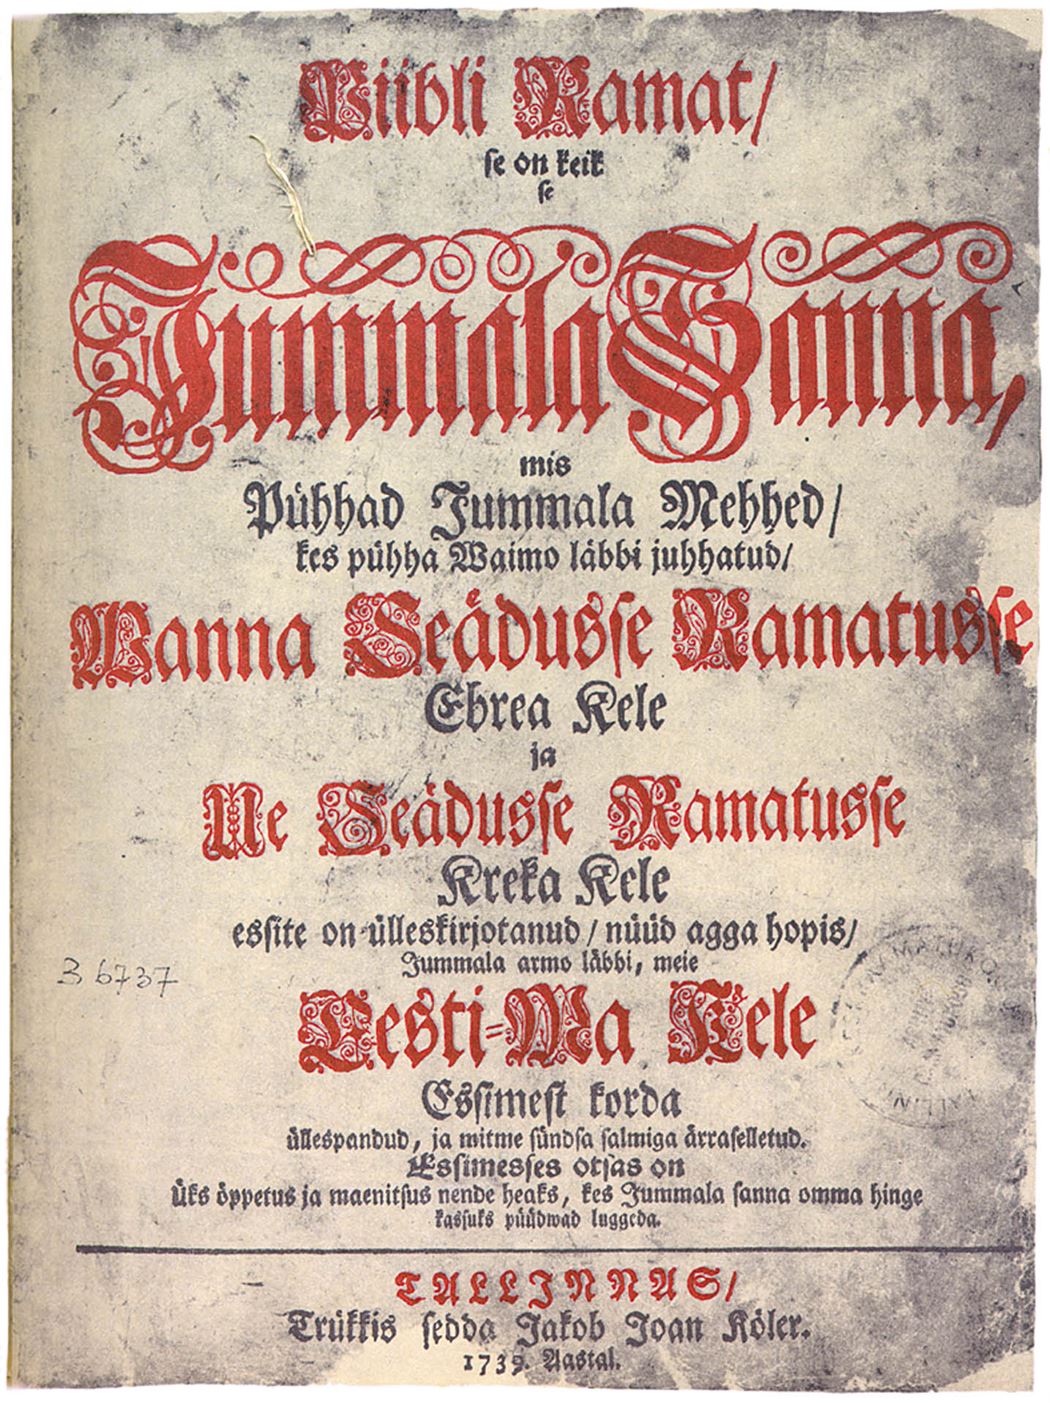 Piibli Ramat/
se on keik
se
Jummala Sanna,
mis
Pühhad Jummala Mehhed/
kes pühha Waimo läbbi juhhatud/
Wanna Seädusse Ramatusse
Ebrea Kele
ja
Ue Seädusse Ramatusse
Kreka Kele
essite on ülleskirjotanud/ nüüd agga hopis/
Jummala armo läbbi, meie
Eesti-Ma Kele
Essimest korda
üllespandud, ja mitme sündsa salmiga ärraselletud.
Essimesses otsas on
üks öppetus ja maenitsus nende heaks, kes Jummala sanna omma hinge
kassuks püüdwad luggeda.
TALLINNAS/
Trükkis sedda Jakob Joan Köler.
1739. Aastal.
3 6737